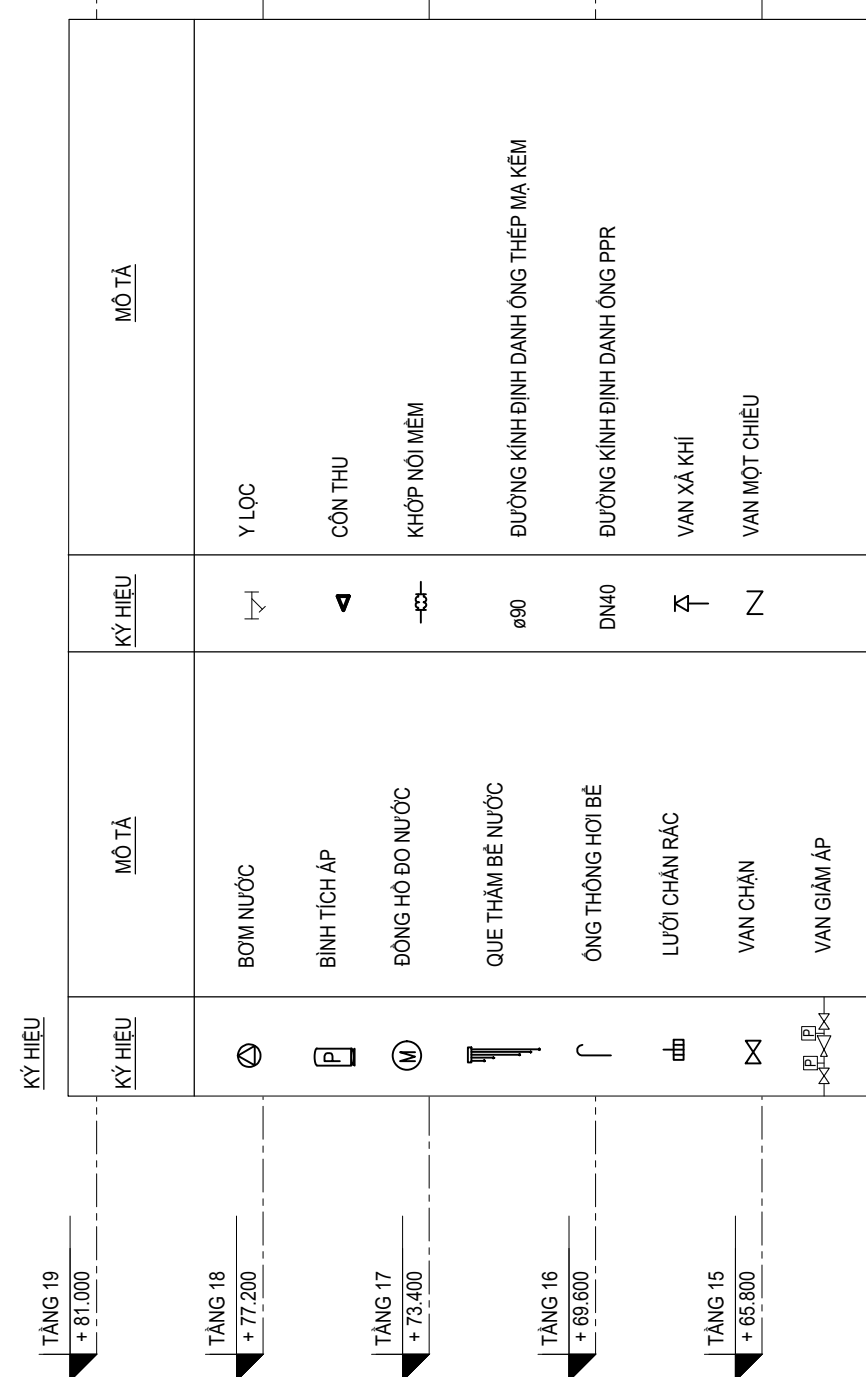 KÝ HIỆU
KÝ HIỆU
MÔ TẢ
KÝ HIỆU
MÔ TẢ
BƠM NƯỚC
Y LỌC
P
BÌNH TÍCH ÁP
CÔN THU
M
ĐỒNG HỒ ĐO NƯỚC
KHỚP NỐI MỀM
QUE THĂM BỂ NƯỚC
ø90
ĐƯỜNG KÍNH ĐỊNH DANH ỐNG THÉP MẠ KẼM
ỐNG THÔNG HƠI BỂ
DN40
ĐƯỜNG KÍNH ĐỊNH DANH ỐNG PPR
LƯỚI CHẮN RÁC
VAN XẢ KHÍ
VAN CHẶN
VAN MỘT CHIỀU
P P
VAN GIẢM ÁP
TẦNG 19
+ 81.000
TẦNG 18
+ 77.200
TẦNG 17
+ 73.400
TẦNG 16
+ 69.600
TẦNG 15
+ 65.800